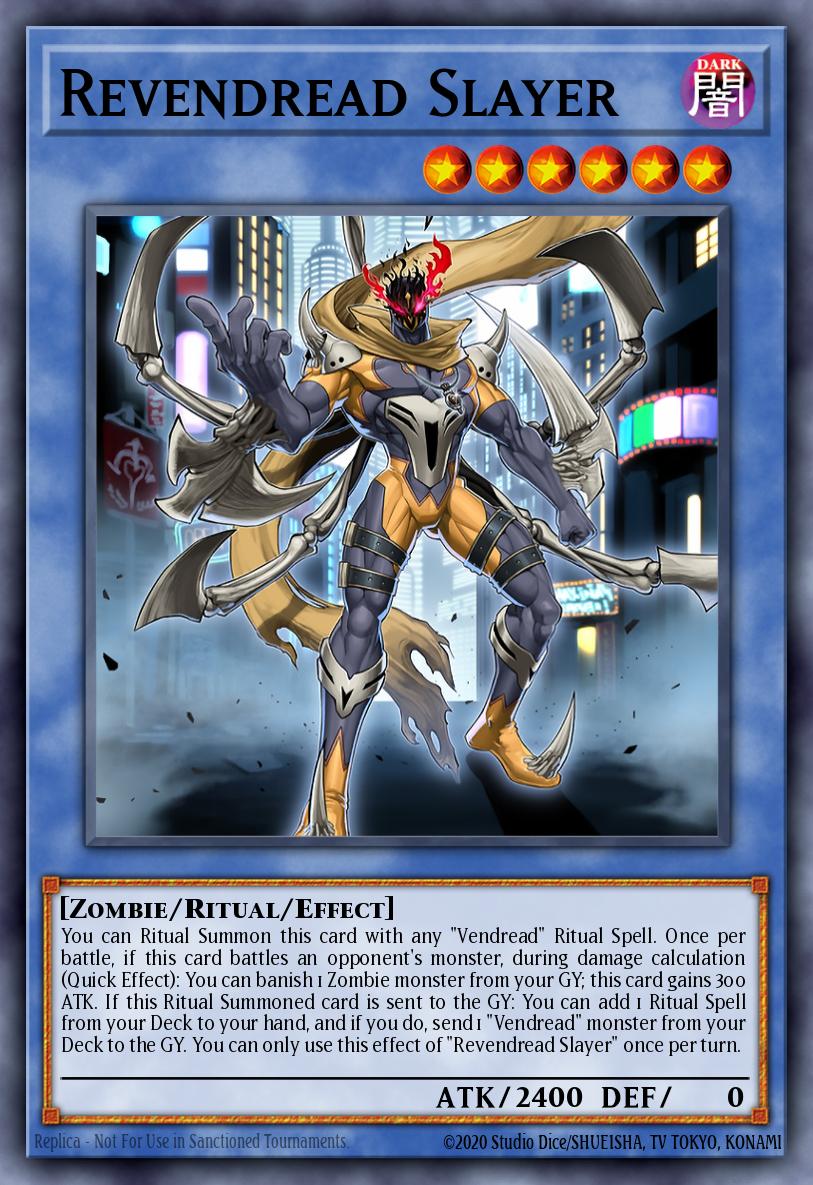 Revendread Slayer
DARK
闇
[Zombie/Ritual/Effect]
You can Ritual Summon this card with any "Vendread" Ritual Spell. Once per
battle, if this card battles an opponent's monster, during damage calculation
(Quick Effect): You can banish 1 Zombie monster from your GY; this card gains 300
ATK. If this Ritual Summoned card is sent to the GY: You can add 1 Ritual Spell
from your Deck to your hand, and if you do, send 1 "Vendread" monster from your
Deck to the GY. You can only use this effect of "Revendread Slayer" once per turn.
ATK/2400 DEF/ 0
Replica - Not For Use in Sanctioned Tournaments.
©2020 Studio Dice/SHUEISHA, TV TOKYO, KONAMI